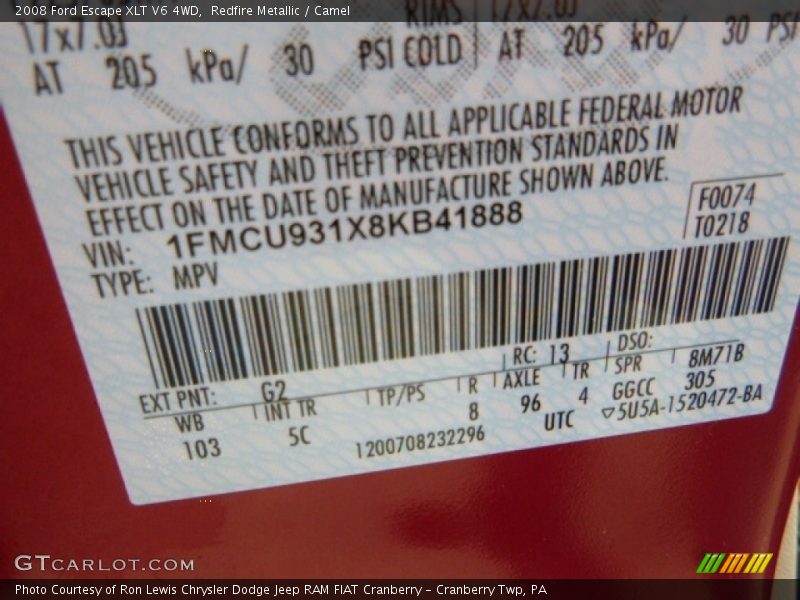 2008 Ford Escape XLT V6 4WD, Redfire Metallic / Camel
RIMS
17x7.0J
AT 205 kPa/ 30 PSI COLD AT 205 kPa/ 30 PSI
THIS VEHICLE CONFORMS TO ALL APPLICABLE FEDERAL MOTOR
VEHICLE SAFETY AND THEFT PREVENTION STANDARDS IN
EFFECT ON THE DATE OF MANUFACTURE SHOWN ABOVE.
F0074
T0218
VIN: 1FMCU931X8KB41888
TYPE: MPV
EXT PNT: G2 RC: 13 DSO:
WB INT TR TP/PS R AXLE TR SPR 8M71B
103 5C 8 96 4 GGCC 305
1200708232296 UTC ▽5U5A-1520472-BA
GTCARLOT.COM
Photo Courtesy of Ron Lewis Chrysler Dodge Jeep RAM FIAT Cranberry – Cranberry Twp, PA